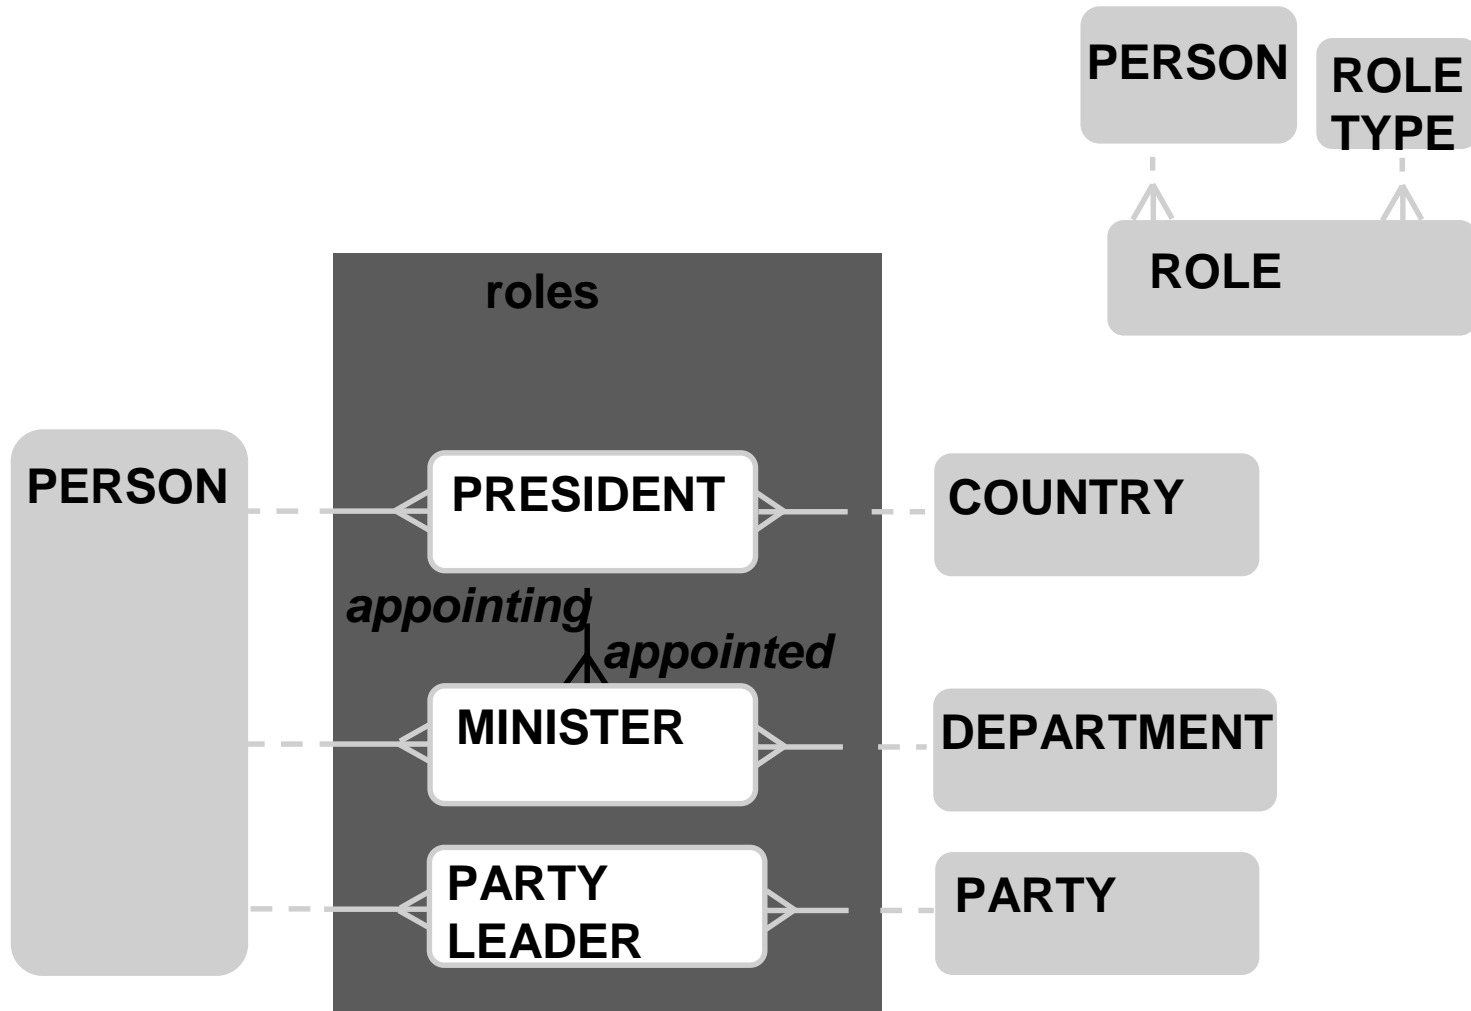 PERSON
ROLE
TYPE
ROLE
roles
PERSON
PRESIDENT
COUNTRY
appointing
appointed
MINISTER
DEPARTMENT
PARTY
LEADER
PARTY